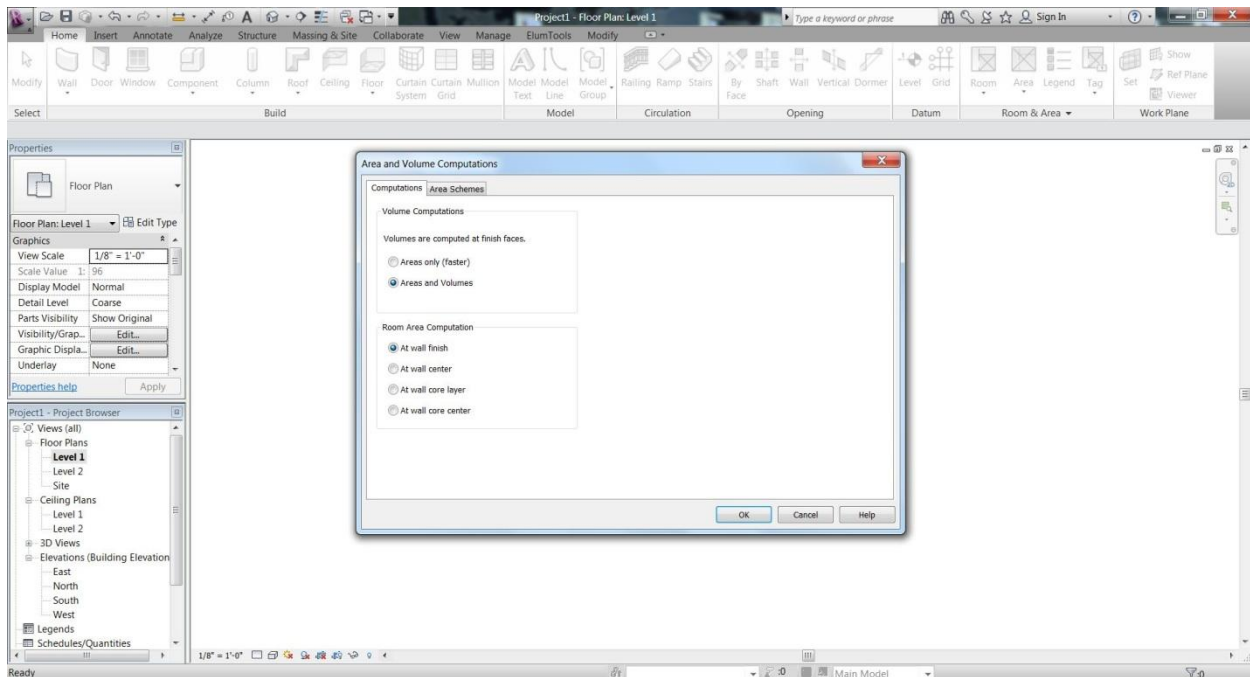 Project1 - Floor Plan: Level 1
Type a keyword or phrase
Sign In
Home Insert Annotate Analyze Structure Massing & Site Collaborate View Manage ElumTools Modify
Modify Wall Door Window Component Column Roof Ceiling Floor Curtain System Curtain Grid Mullion Model Text Model Line Model Group Railing Ramp Stairs By Face Shaft Wall Vertical Dormer Level Grid Room Area Legend Tag Set Show
Ref Plane
Viewer
Select Build Model Circulation Opening Datum Room & Area Work Plane
Properties
Floor Plan
Floor Plan: Level 1 Edit Type
Graphics
View Scale 1/8" = 1'-0"
Scale Value 1: 96
Display Model Normal
Detail Level Coarse
Parts Visibility Show Original
Visibility/Grap... Edit...
Graphic Displa... Edit...
Underlay None
Properties help Apply
Project1 - Project Browser
Views (all)
Floor Plans
Level 1
Level 2
Site
Ceiling Plans
Level 1
Level 2
3D Views
Elevations (Building Elevation
East
North
South
West
Legends
Schedules/Quantities
Area and Volume Computations
Computations Area Schemes
Volume Computations
Volumes are computed at finish faces.
Areas only (faster)
Areas and Volumes
Room Area Computation
At wall finish
At wall center
At wall core layer
At wall core center
OK Cancel Help
1/8" = 1'-0"
Ready
:0 Main Model
:0